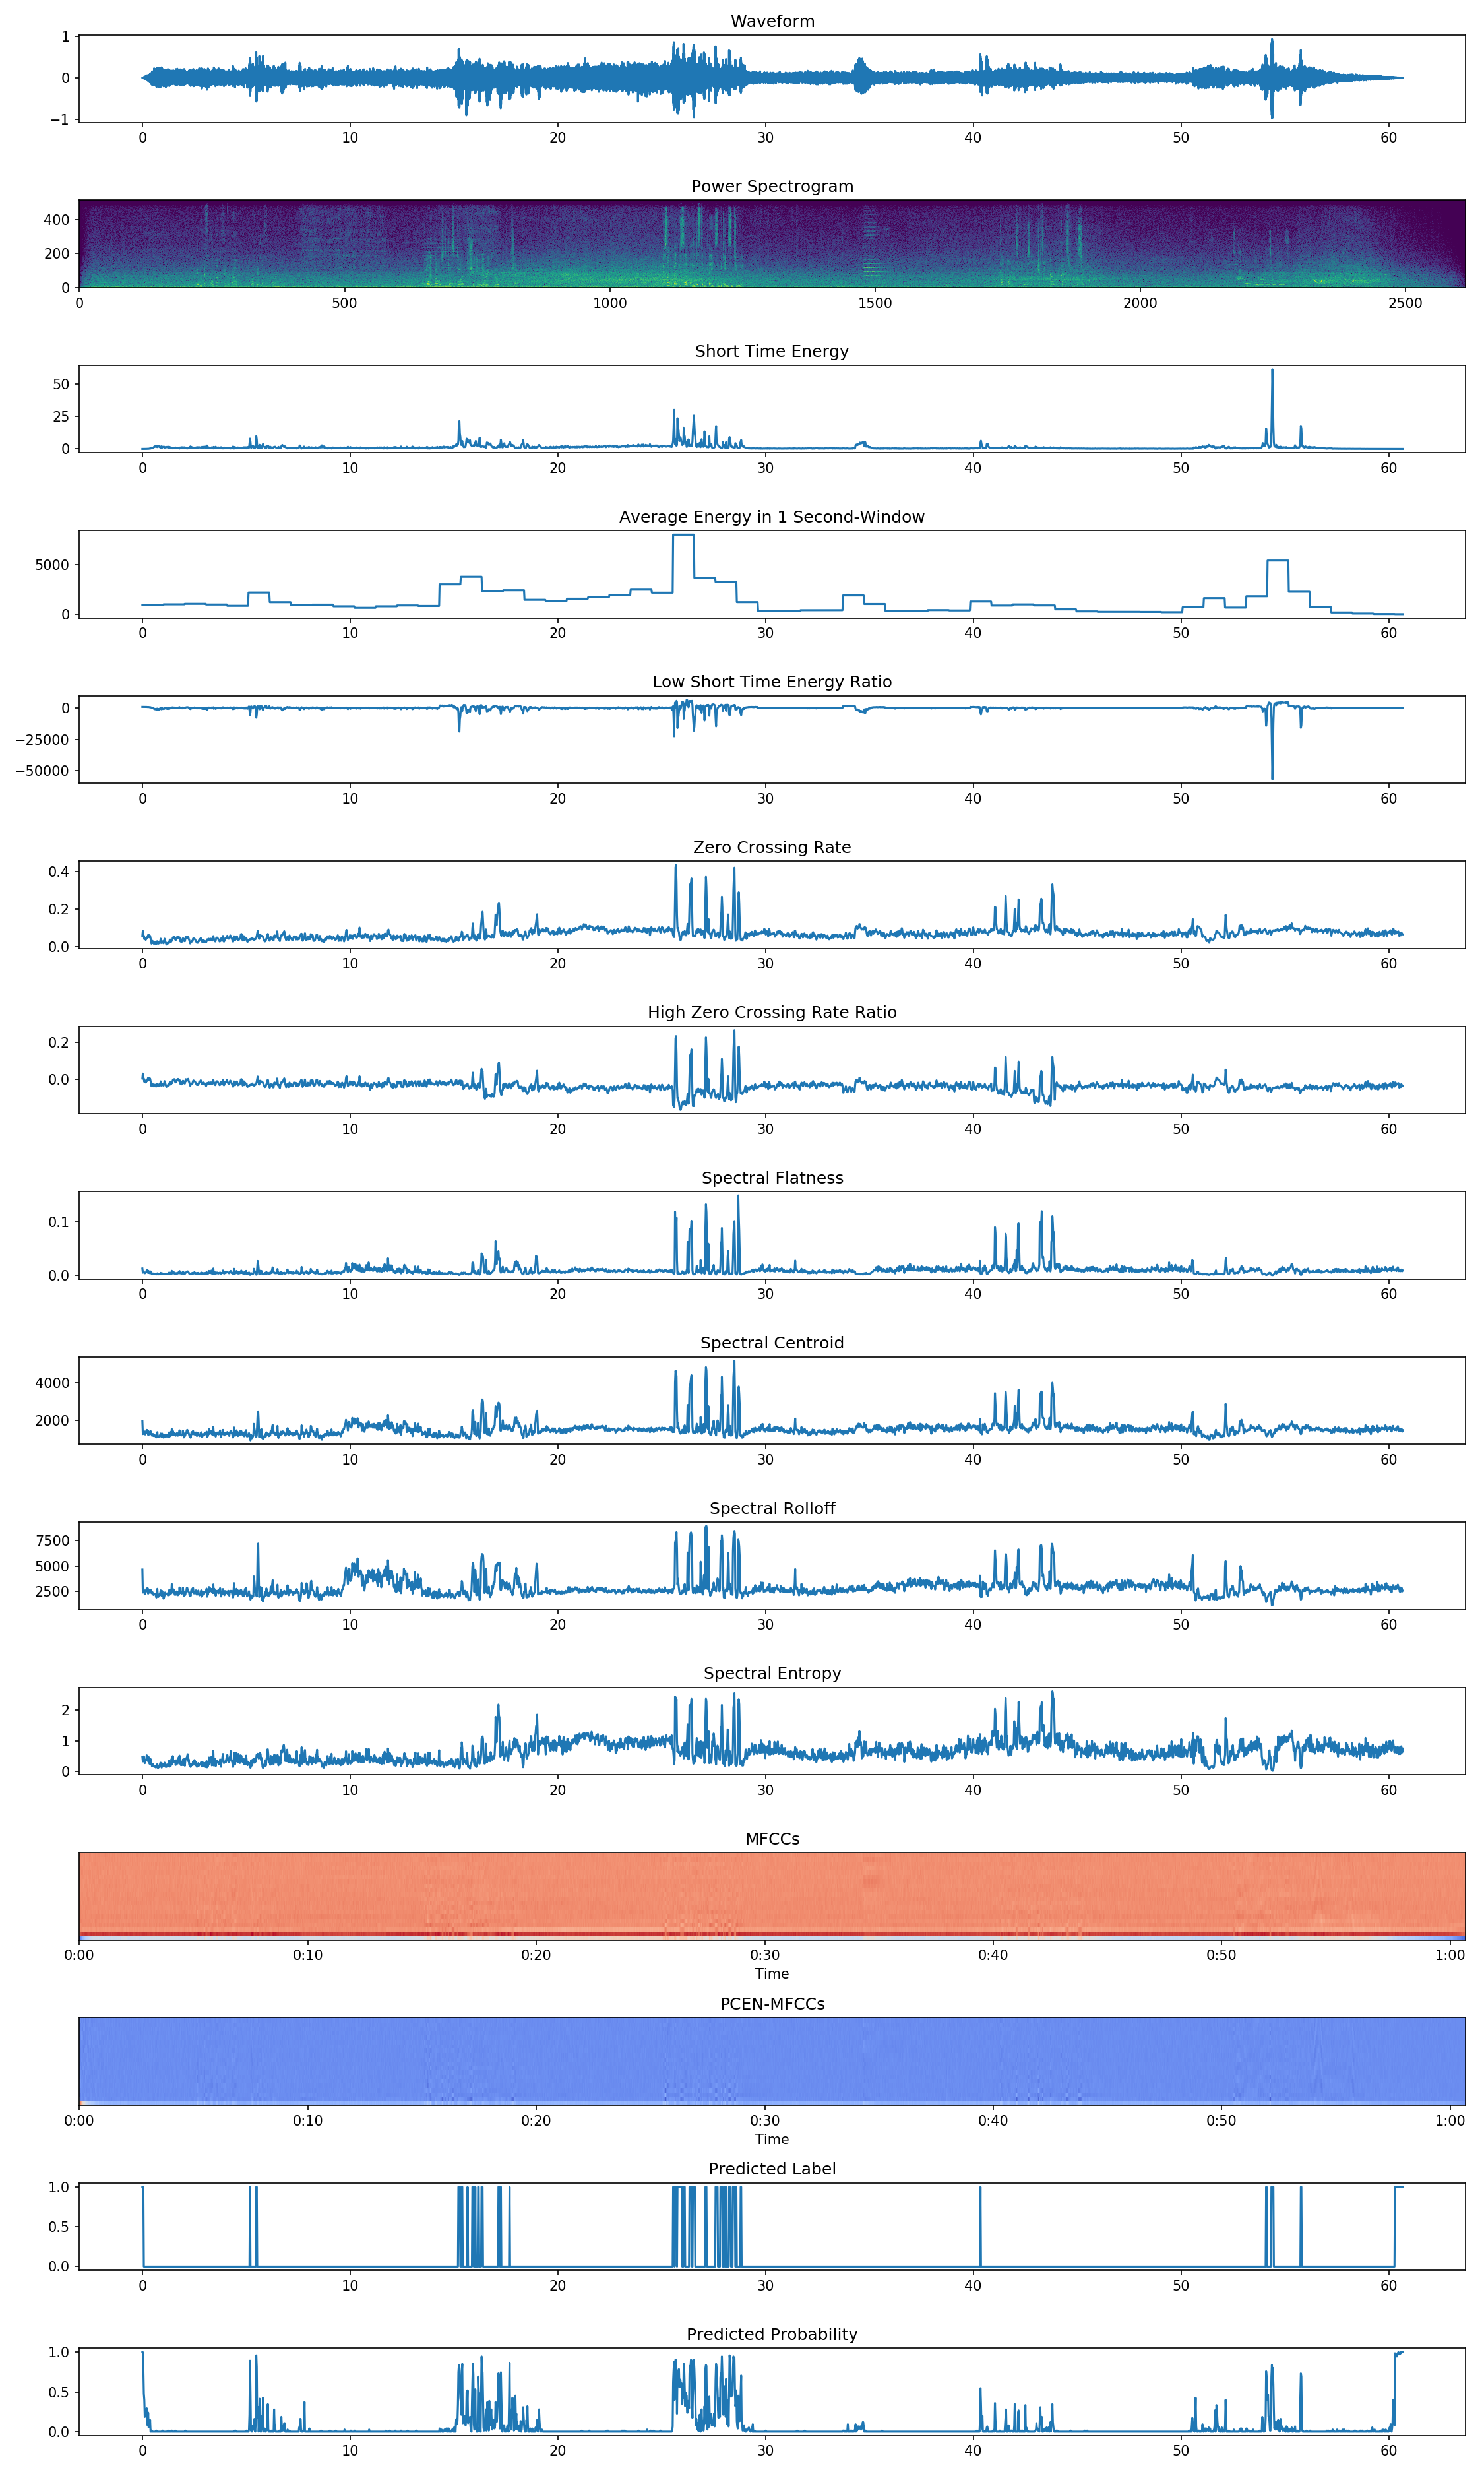 Waveform
1
0
−1
0 10 20 30 40 50 60
Power Spectrogram
400
200
0
0 500 1000 1500 2000 2500
Short Time Energy
50
25
0
0 10 20 30 40 50 60
Average Energy in 1 Second-Window
5000
0
0 10 20 30 40 50 60
Low Short Time Energy Ratio
0
−25000
−50000
0 10 20 30 40 50 60
Zero Crossing Rate
0.4
0.2
0.0
0 10 20 30 40 50 60
High Zero Crossing Rate Ratio
0.2
0.0
0 10 20 30 40 50 60
Spectral Flatness
0.1
0.0
0 10 20 30 40 50 60
Spectral Centroid
4000
2000
0 10 20 30 40 50 60
Spectral Rolloff
7500
5000
2500
0 10 20 30 40 50 60
Spectral Entropy
2
1
0
0 10 20 30 40 50 60
MFCCs
0:00 0:10 0:20 0:30 0:40 0:50 1:00
Time
PCEN-MFCCs
0:00 0:10 0:20 0:30 0:40 0:50 1:00
Time
Predicted Label
1.0
0.5
0.0
0 10 20 30 40 50 60
Predicted Probability
1.0
0.5
0.0
0 10 20 30 40 50 60